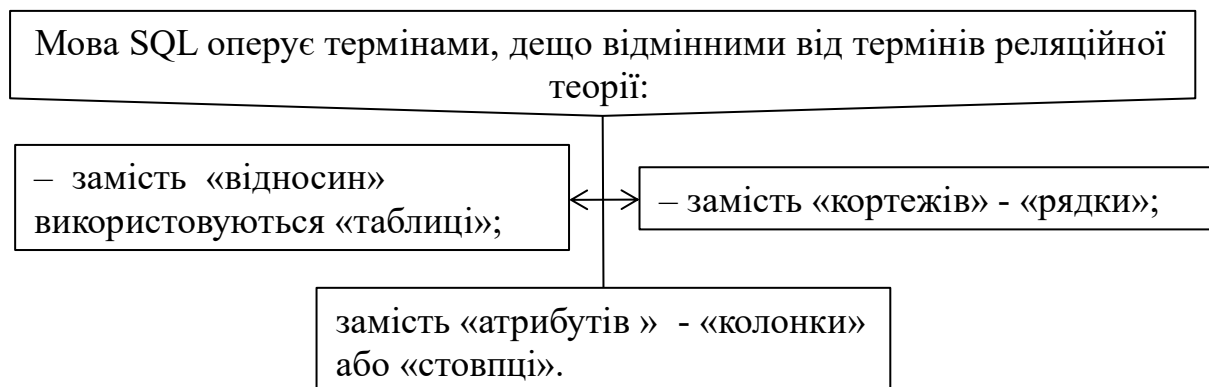 Мова SQL оперує термінами, дещо відмінними від термінів реляційної
теорії:
– замість «відносин»
використовуються «таблиці»;
– замість «кортежів» - «рядки»;
замість «атрибутів » - «колонки»
або «стовпці».